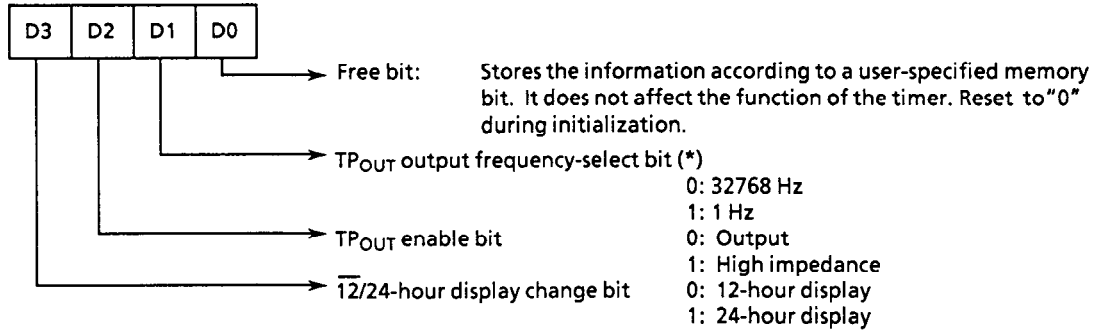 D3 D2 D1 D0
Free bit: Stores the information according to a user-specified memory
bit. It does not affect the function of the timer. Reset to "0"
during initialization.
TPOUT output frequency-select bit (*)
0: 32768 Hz
1: 1 Hz
TPOUT enable bit 0: Output
1: High impedance
1̅2̅/24-hour display change bit 0: 12-hour display
1: 24-hour display